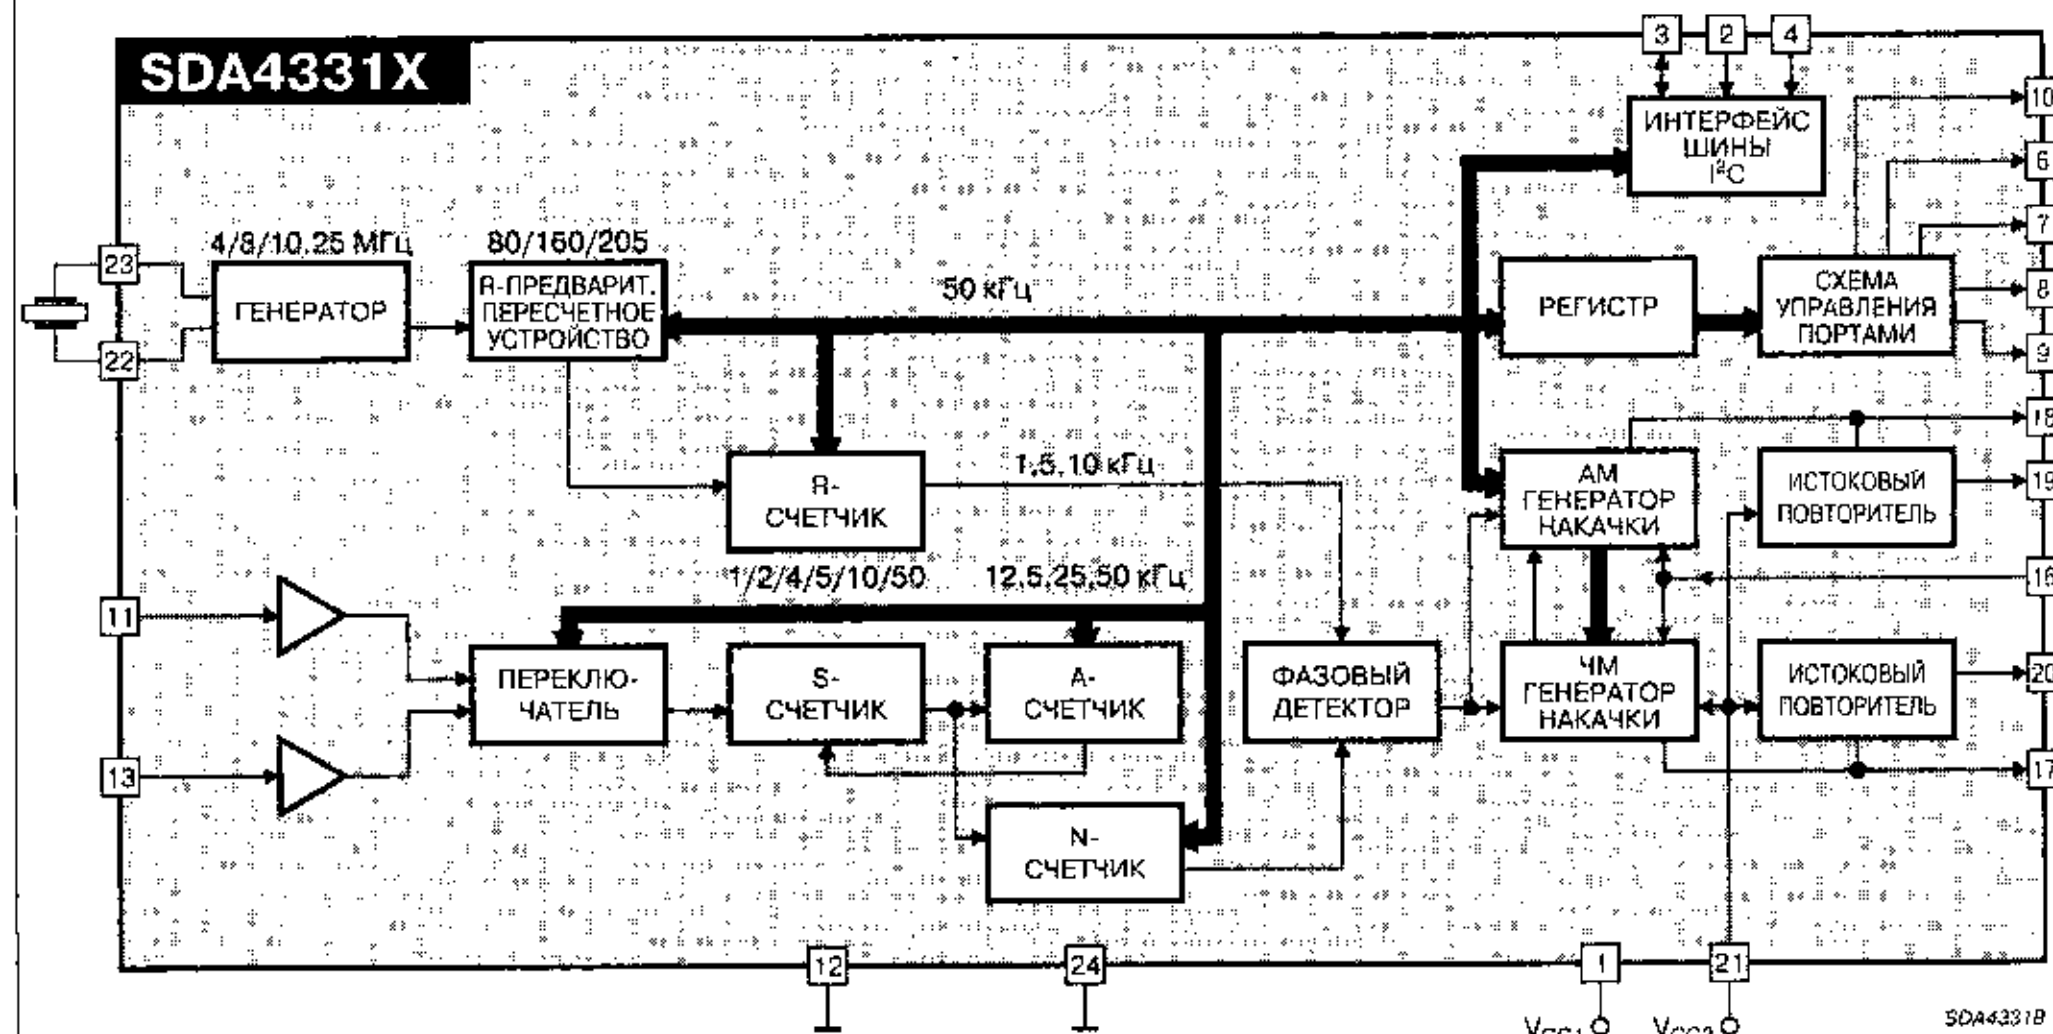 SDA4331X
3 2 4
10
ИНТЕРФЕЙС
ШИНЫ
I²C
6
7
4/8/10,25 МГц
80/160/205
23
ГЕНЕРАТОР
R-ПРЕДВАРИТ.
ПЕРЕСЧЕТНОЕ
УСТРОЙСТВО
50 кГц
РЕГИСТР
СХЕМА
УПРАВЛЕНИЯ
ПОРТАМИ
8
22
9
18
R-
СЧЕТЧИК
1,5,10 кГц
АМ
ГЕНЕРАТОР
НАКАЧКИ
ИСТОКОВЫЙ
ПОВТОРИТЕЛЬ
19
1/2/4/5/10/50
12,5,25,50 кГц
16
11
ПЕРЕКЛЮ-
ЧАТЕЛЬ
S-
СЧЕТЧИК
A-
СЧЕТЧИК
ФАЗОВЫЙ
ДЕТЕКТОР
ЧМ
ГЕНЕРАТОР
НАКАЧКИ
ИСТОКОВЫЙ
ПОВТОРИТЕЛЬ
20
13
17
N-
СЧЕТЧИК
12
24
1
21
VCC1
VCC2
SDA4331B